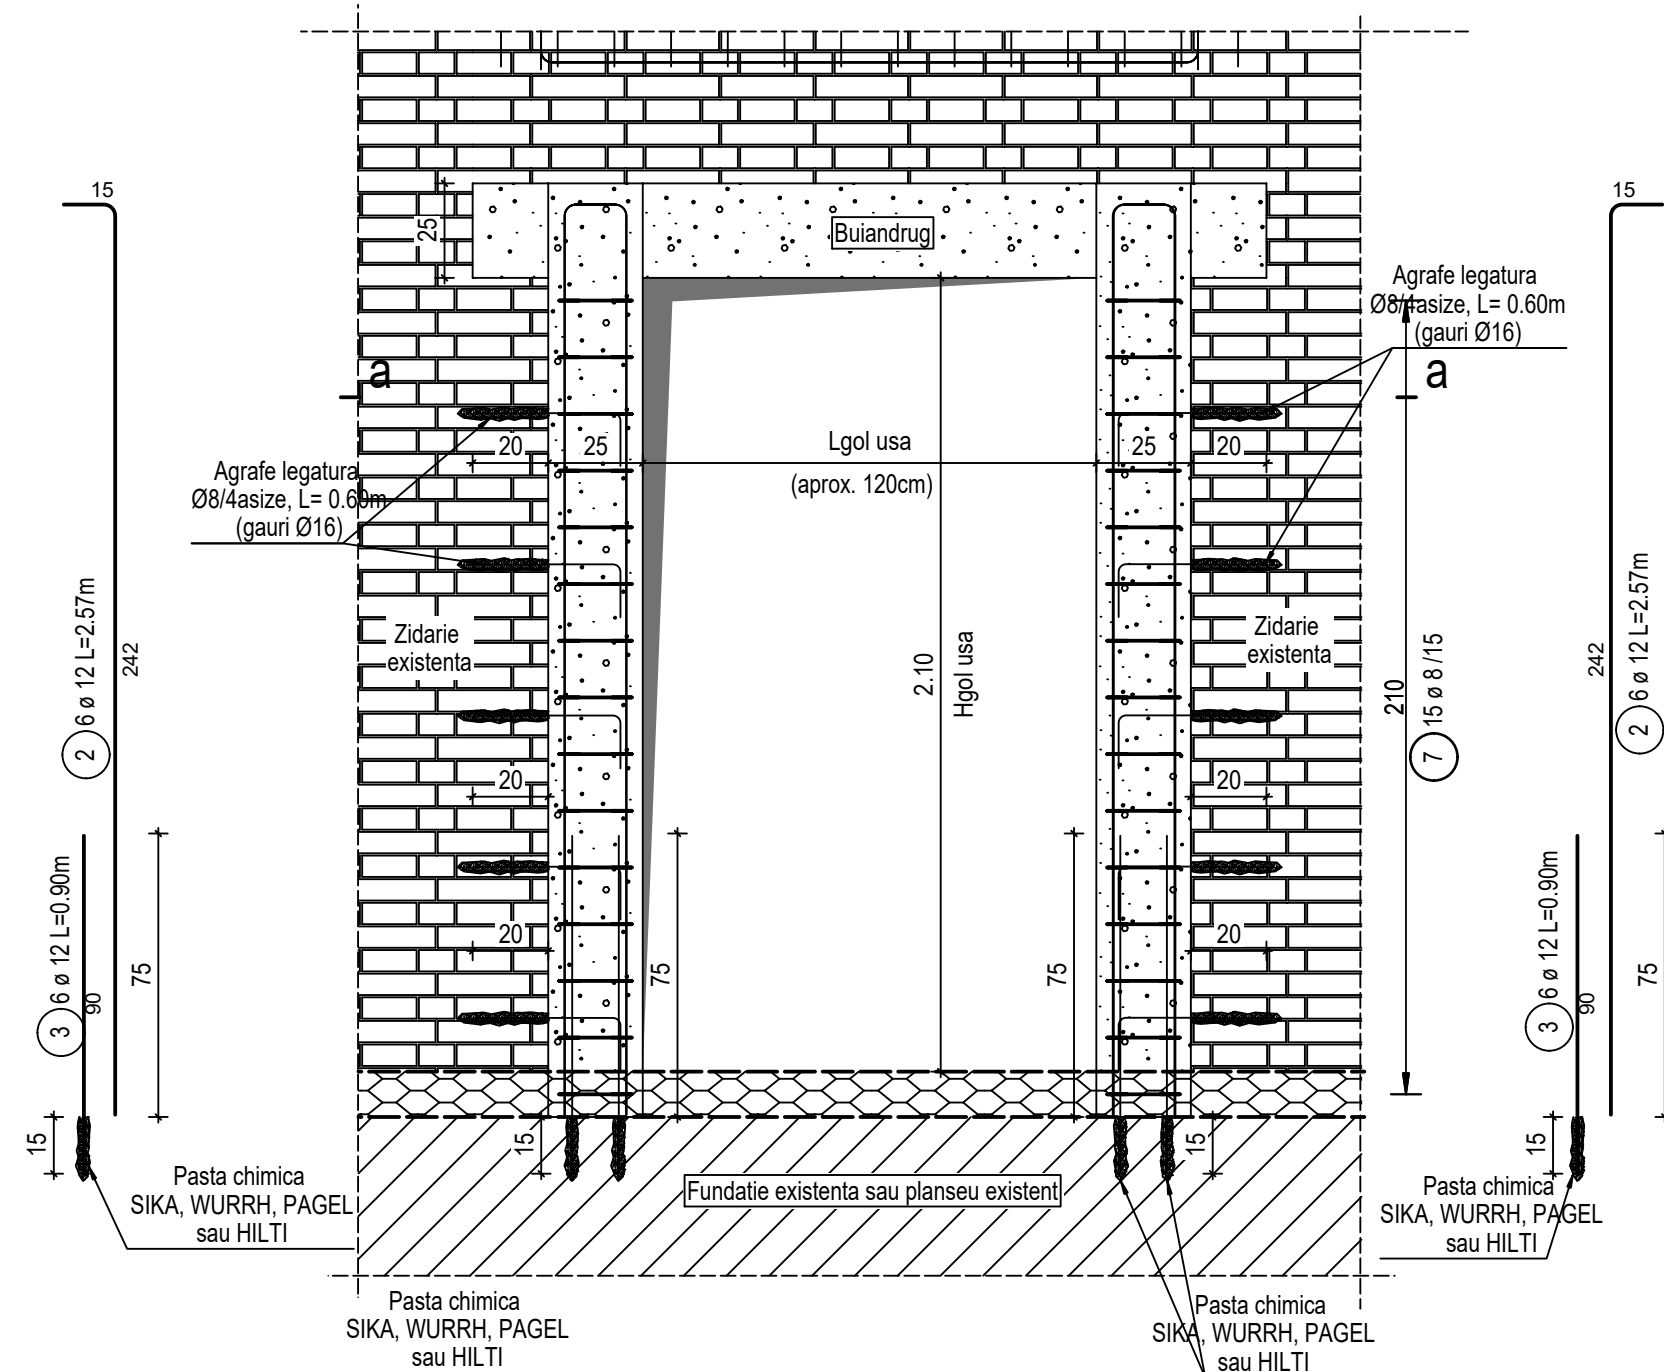 15
15
25
Buiandrug
Agrafe legatura
Ø8/4asize, L= 0.60m
(gauri Ø16)
a
a
20
25
Lgol usa
(aprox. 120cm)
25
20
Agrafe legatura
Ø8/4asize, L= 0.60m
(gauri Ø16)
2 6 ø 12 L=2.57m
242
Zidarie
existenta
2.10
Hgol usa
Zidarie
existenta
210
7 15 ø 8 /15
242
2 6 ø 12 L=2.57m
20
20
3 6 ø 12 L=0.90m
90
75
20
75
75
20
3 6 ø 12 L=0.90m
90
75
15
15
15
15
Fundatie existenta sau planseu existent
Pasta chimica
SIKA, WURRH, PAGEL
sau HILTI
Pasta chimica
SIKA, WURRH, PAGEL
sau HILTI
Pasta chimica
SIKA, WURRH, PAGEL
sau HILTI
Pasta chimica
SIKA, WURRH, PAGEL
sau HILTI